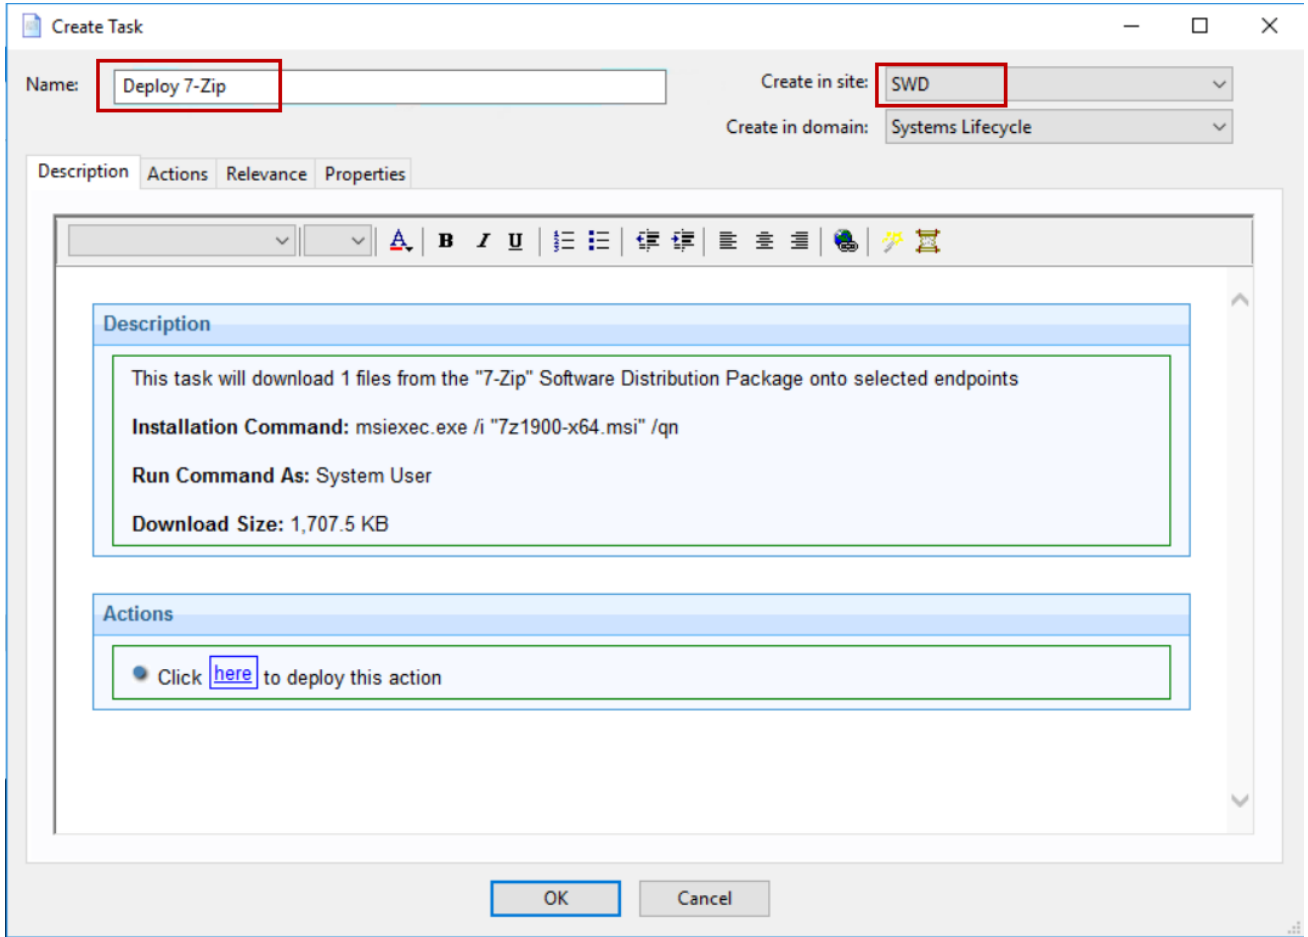 Create Task
Name: Deploy 7-Zip
Create in site: SWD
Create in domain: Systems Lifecycle
Description Actions Relevance Properties
A B I U
Description
This task will download 1 files from the "7-Zip" Software Distribution Package onto selected endpoints
Installation Command: msiexec.exe /i "7z1900-x64.msi" /qn
Run Command As: System User
Download Size: 1,707.5 KB
Actions
Click here to deploy this action
OK Cancel